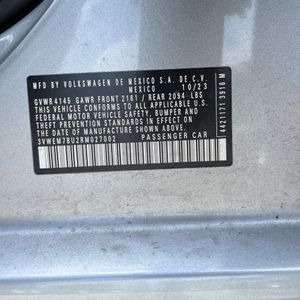 MFD BY VOLKSWAGEN DE MEXICO S.A. DE C.V.
MEXICO 10/23
GVWR 4145 GAWR FRONT 2161 / REAR 2094 LBS
THIS VEHICLE CONFORMS TO ALL APPLICABLE
FEDERAL MOTOR VEHICLE SAFETY, BUMPER AND
THEFT PREVENTION STANDARDS IN EFFECT ON
THE DATE OF MANUFACTURE SHOWN ABOVE.
3VWEM7BU2RM027002 PASSENGER CAR
4421171 3916 M